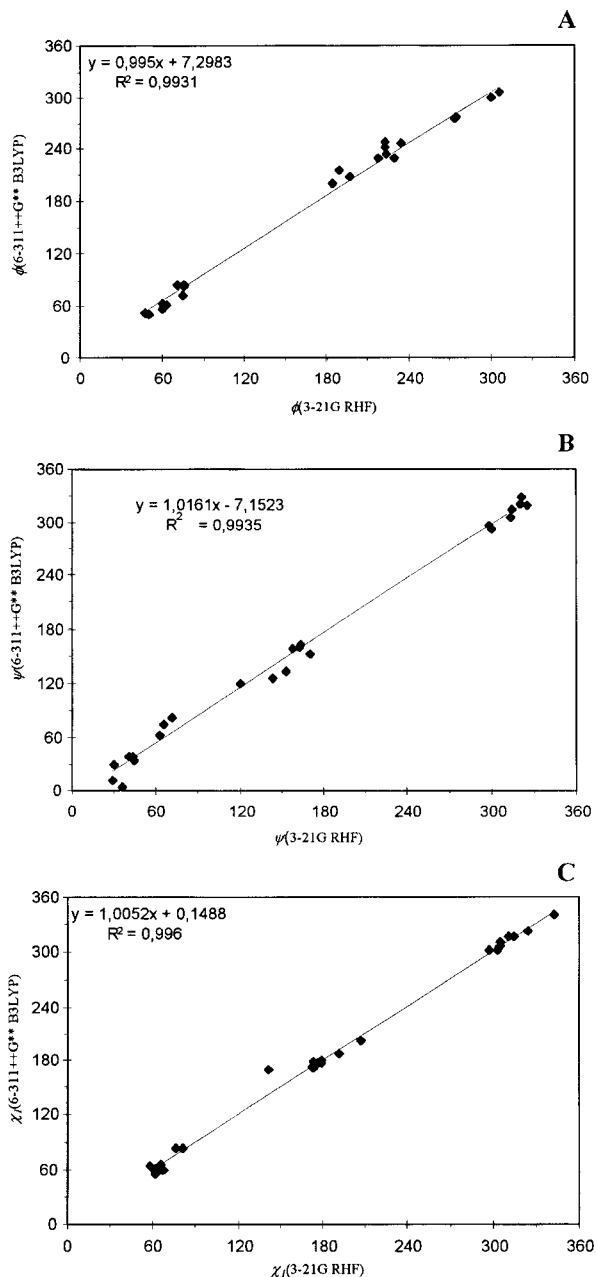 A
360
300
240
180
120
60
0
y = 0,995x + 7,2983
R² = 0,9931
ϕ(6-311++G** B3LYP)
0 60 120 180 240 300 360
ϕ(3-21G RHF)
B
360
300
240
180
120
60
0
y = 1,0161x - 7,1523
R² = 0,9935
ψ(6-311++G** B3LYP)
0 60 120 180 240 300 360
ψ(3-21G RHF)
C
360
300
240
180
120
60
0
y = 1,0052x + 0,1488
R² = 0,996
χ₁(6-311++G** B3LYP)
0 60 120 180 240 300 360
χ₁(3-21G RHF)